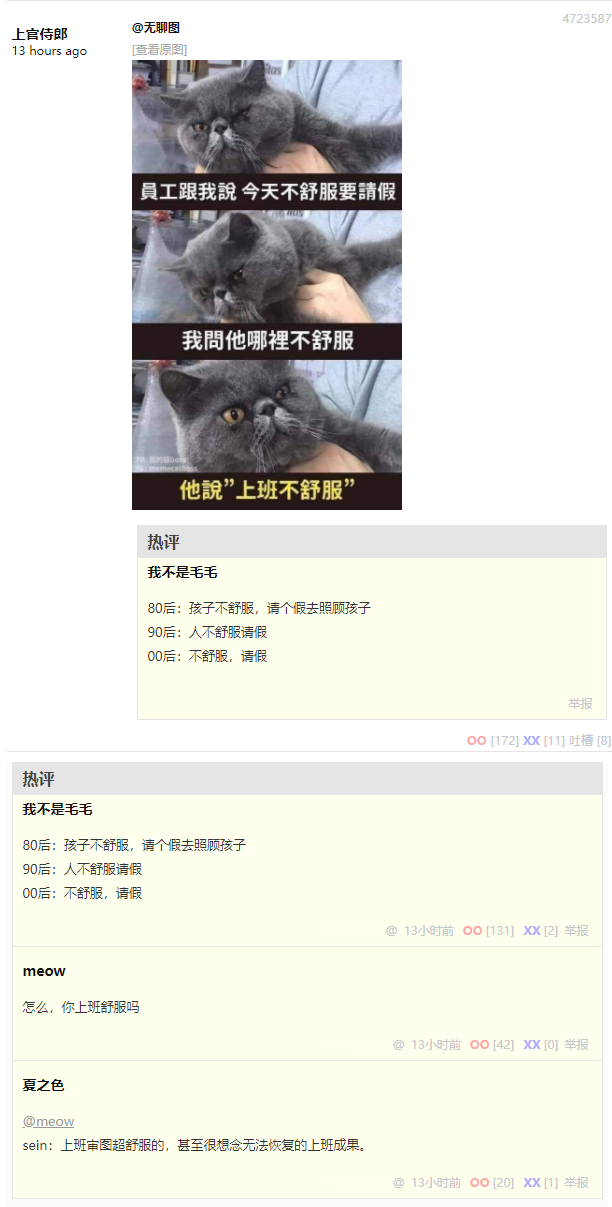 4723587
上官侍郎
13 hours ago
@无聊图
[查看原图]
員工跟我說 今天不舒服要請假
我問他哪裡不舒服
他說”上班不舒服”
热评
我不是毛毛
80后：孩子不舒服，请个假去照顾孩子
90后：人不舒服请假
00后：不舒服，请假
举报
OO [172] XX [11] 吐槽 [8]
热评
我不是毛毛
80后：孩子不舒服，请个假去照顾孩子
90后：人不舒服请假
00后：不舒服，请假
@ 13小时前 OO [131] XX [2] 举报
meow
怎么，你上班舒服吗
@ 13小时前 OO [42] XX [0] 举报
夏之色
@meow
sein：上班审图超舒服的，甚至很想念无法恢复的上班成果。
@ 13小时前 OO [20] XX [1] 举报